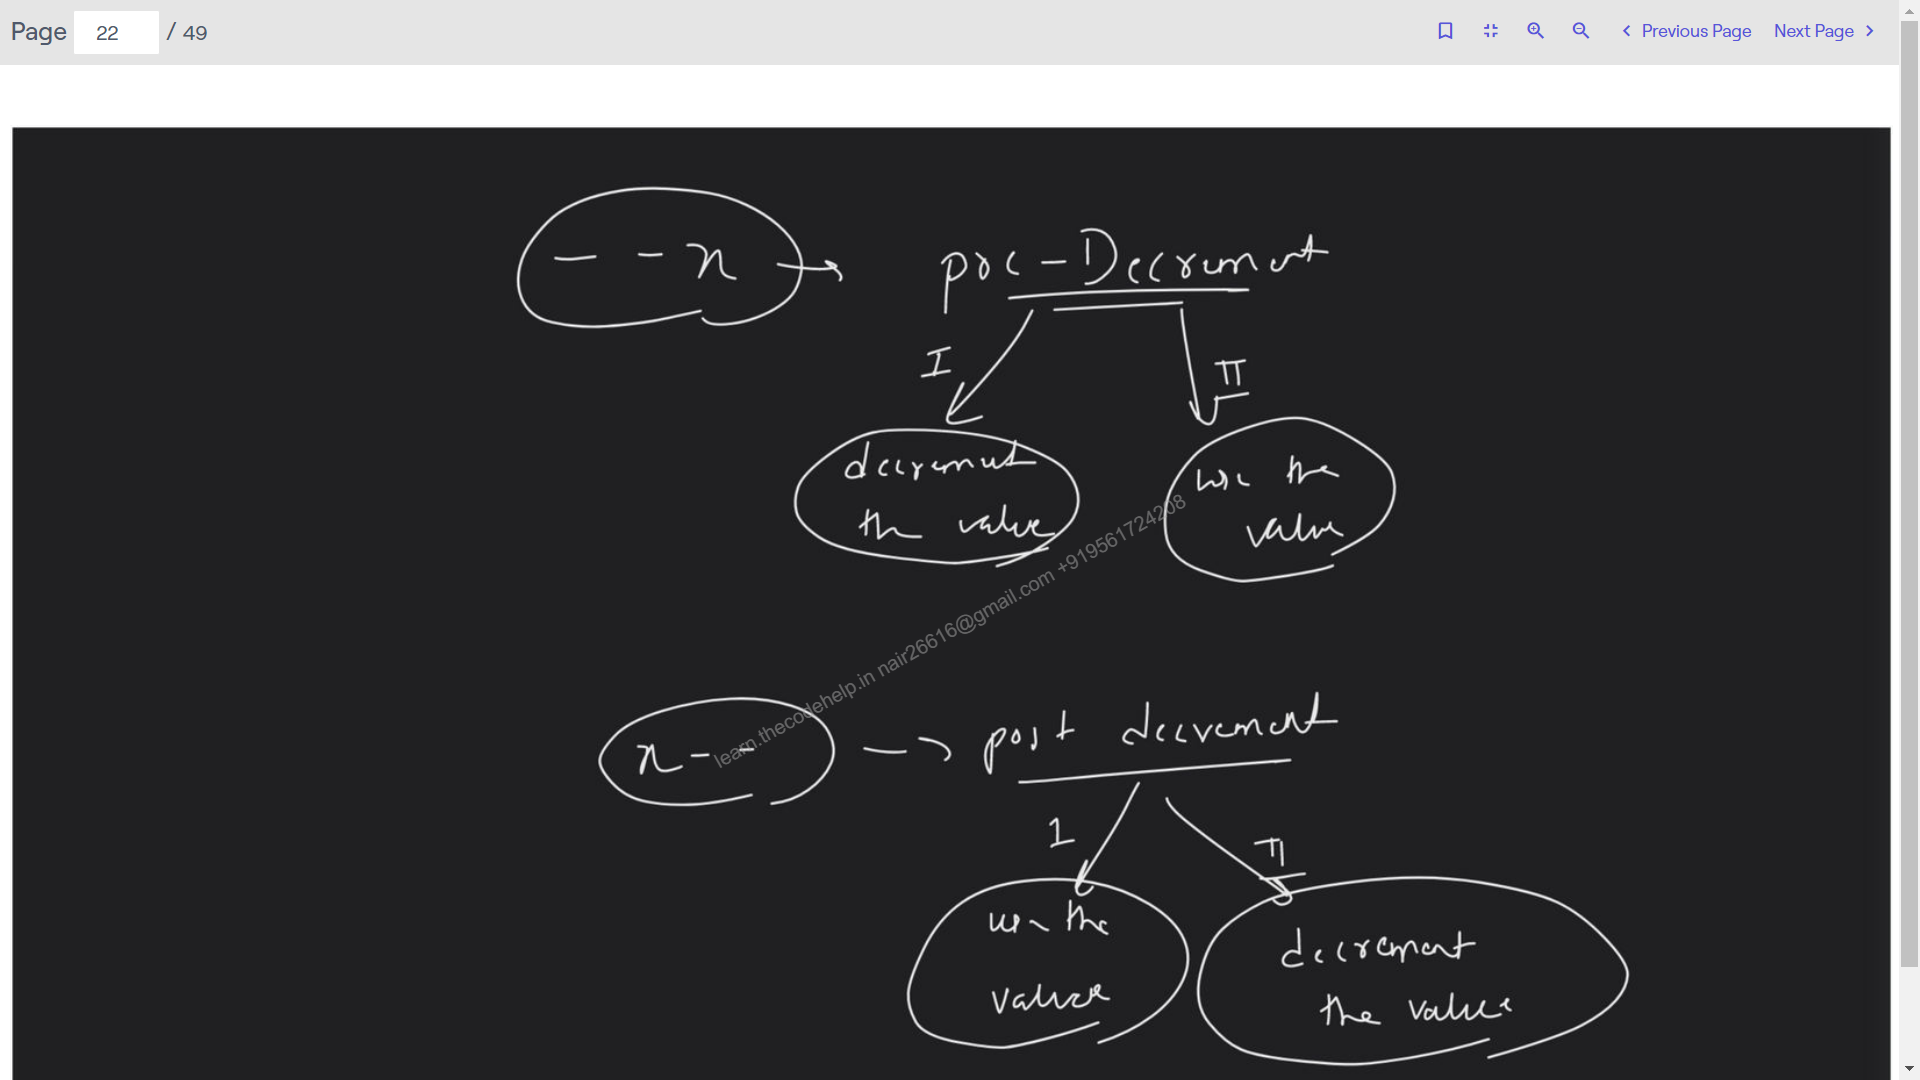 Page 22 / 49 Previous Page Next Page
- - x → pre - Decrement
I II
decrement the value
use the value
learn.thecodehelp.in nair26616@gmail.com +919561724208
x - - → post decrement
1 II
use the value
decrement the value